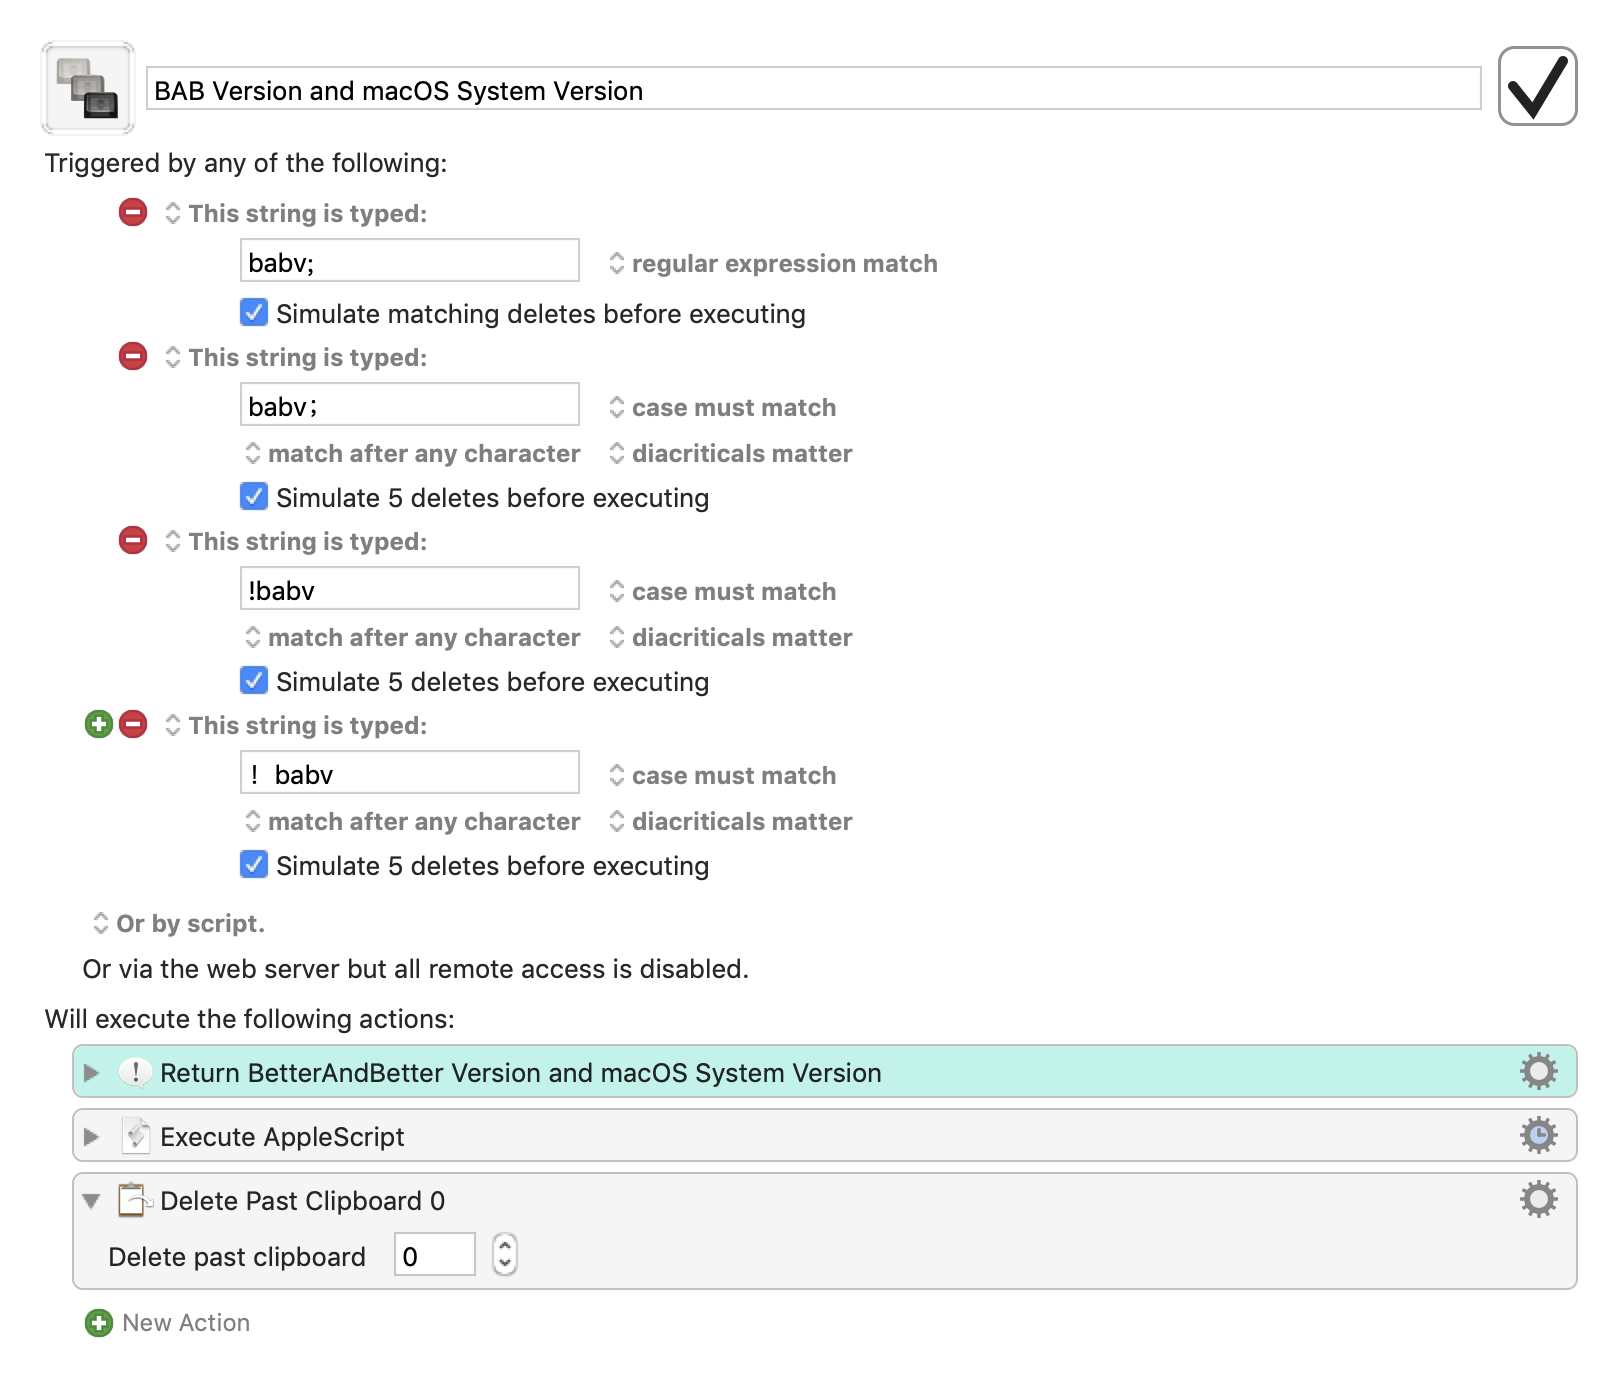 BAB Version and macOS System Version
Triggered by any of the following:
This string is typed:
babv;
regular expression match
Simulate matching deletes before executing
This string is typed:
babv；
case must match
match after any character
diacriticals matter
Simulate 5 deletes before executing
This string is typed:
!babv
case must match
match after any character
diacriticals matter
Simulate 5 deletes before executing
This string is typed:
！babv
case must match
match after any character
diacriticals matter
Simulate 5 deletes before executing
Or by script.
Or via the web server but all remote access is disabled.
Will execute the following actions:
Return BetterAndBetter Version and macOS System Version
Execute AppleScript
Delete Past Clipboard 0
Delete past clipboard 0
New Action